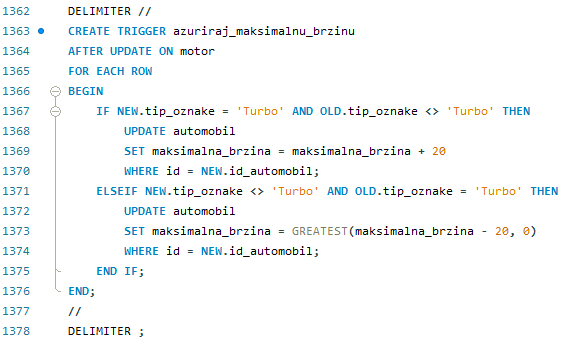 1362 DELIMITER //
1363 CREATE TRIGGER azuriraj_maksimalnu_brzinu
1364 AFTER UPDATE ON motor
1365 FOR EACH ROW
1366 BEGIN
1367 IF NEW.tip_oznake = 'Turbo' AND OLD.tip_oznake <> 'Turbo' THEN
1368 UPDATE automobil
1369 SET maksimalna_brzina = maksimalna_brzina + 20
1370 WHERE id = NEW.id_automobil;
1371 ELSEIF NEW.tip_oznake <> 'Turbo' AND OLD.tip_oznake = 'Turbo' THEN
1372 UPDATE automobil
1373 SET maksimalna_brzina = GREATEST(maksimalna_brzina - 20, 0)
1374 WHERE id = NEW.id_automobil;
1375 END IF;
1376 END;
1377 //
1378 DELIMITER ;